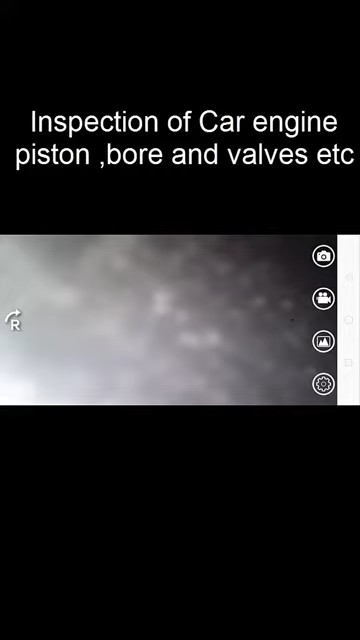 Inspection of Car engine
piston ,bore and valves etc
R